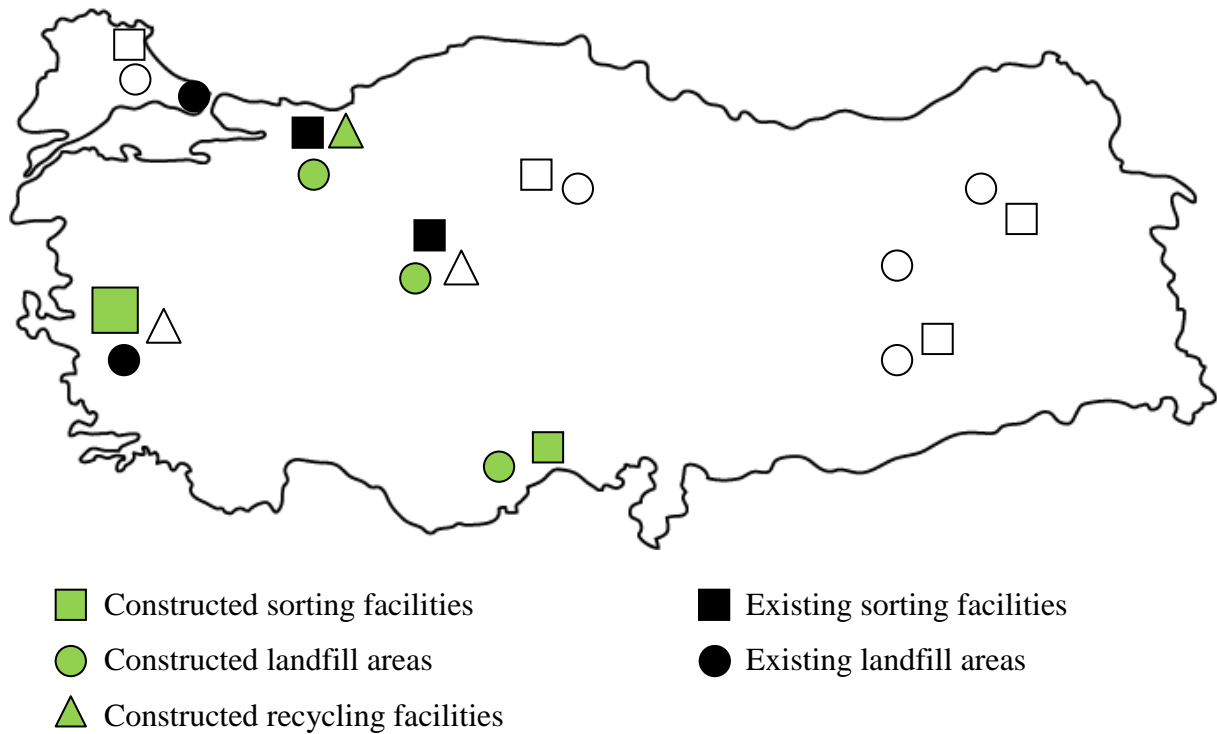 Constructed sorting facilities
Existing sorting facilities
Constructed landfill areas
Existing landfill areas
Constructed recycling facilities